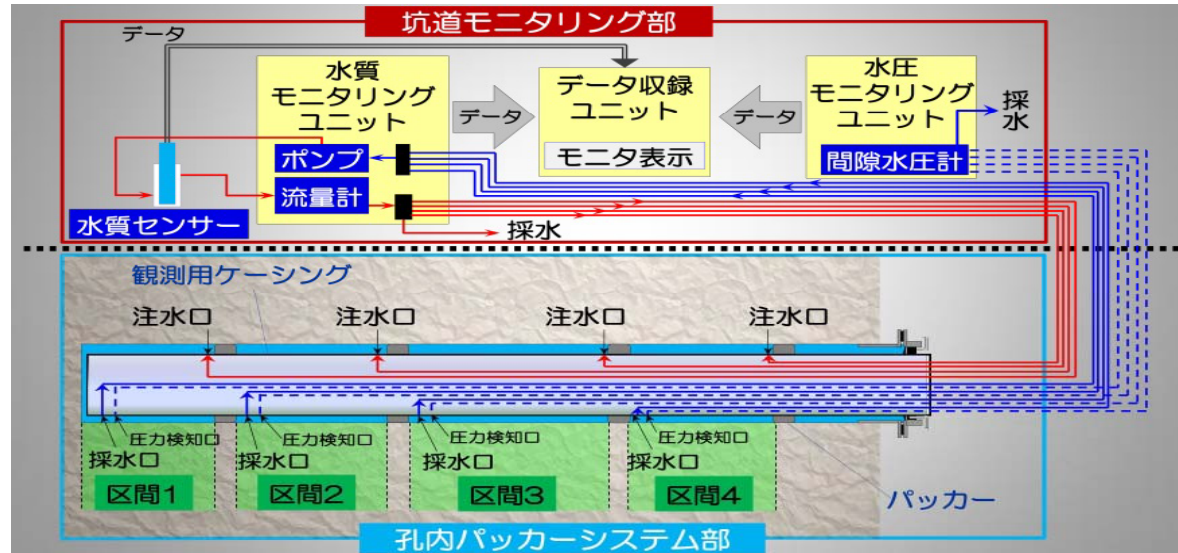 坑道モニタリング部
データ
水質
モニタリング
ユニット
データ
データ収録
ユニット
モニタ表示
データ
水圧
モニタリング
ユニット
採
水
ポンプ
間隙水圧計
流量計
水質センサー
採水
観測用ケーシング
注水口
注水口
注水口
注水口
圧力検知口
圧力検知口
圧力検知口
圧力検知口
採水口
採水口
採水口
採水口
区間1
区間2
区間3
区間4
パッカー
孔内パッカーシステム部